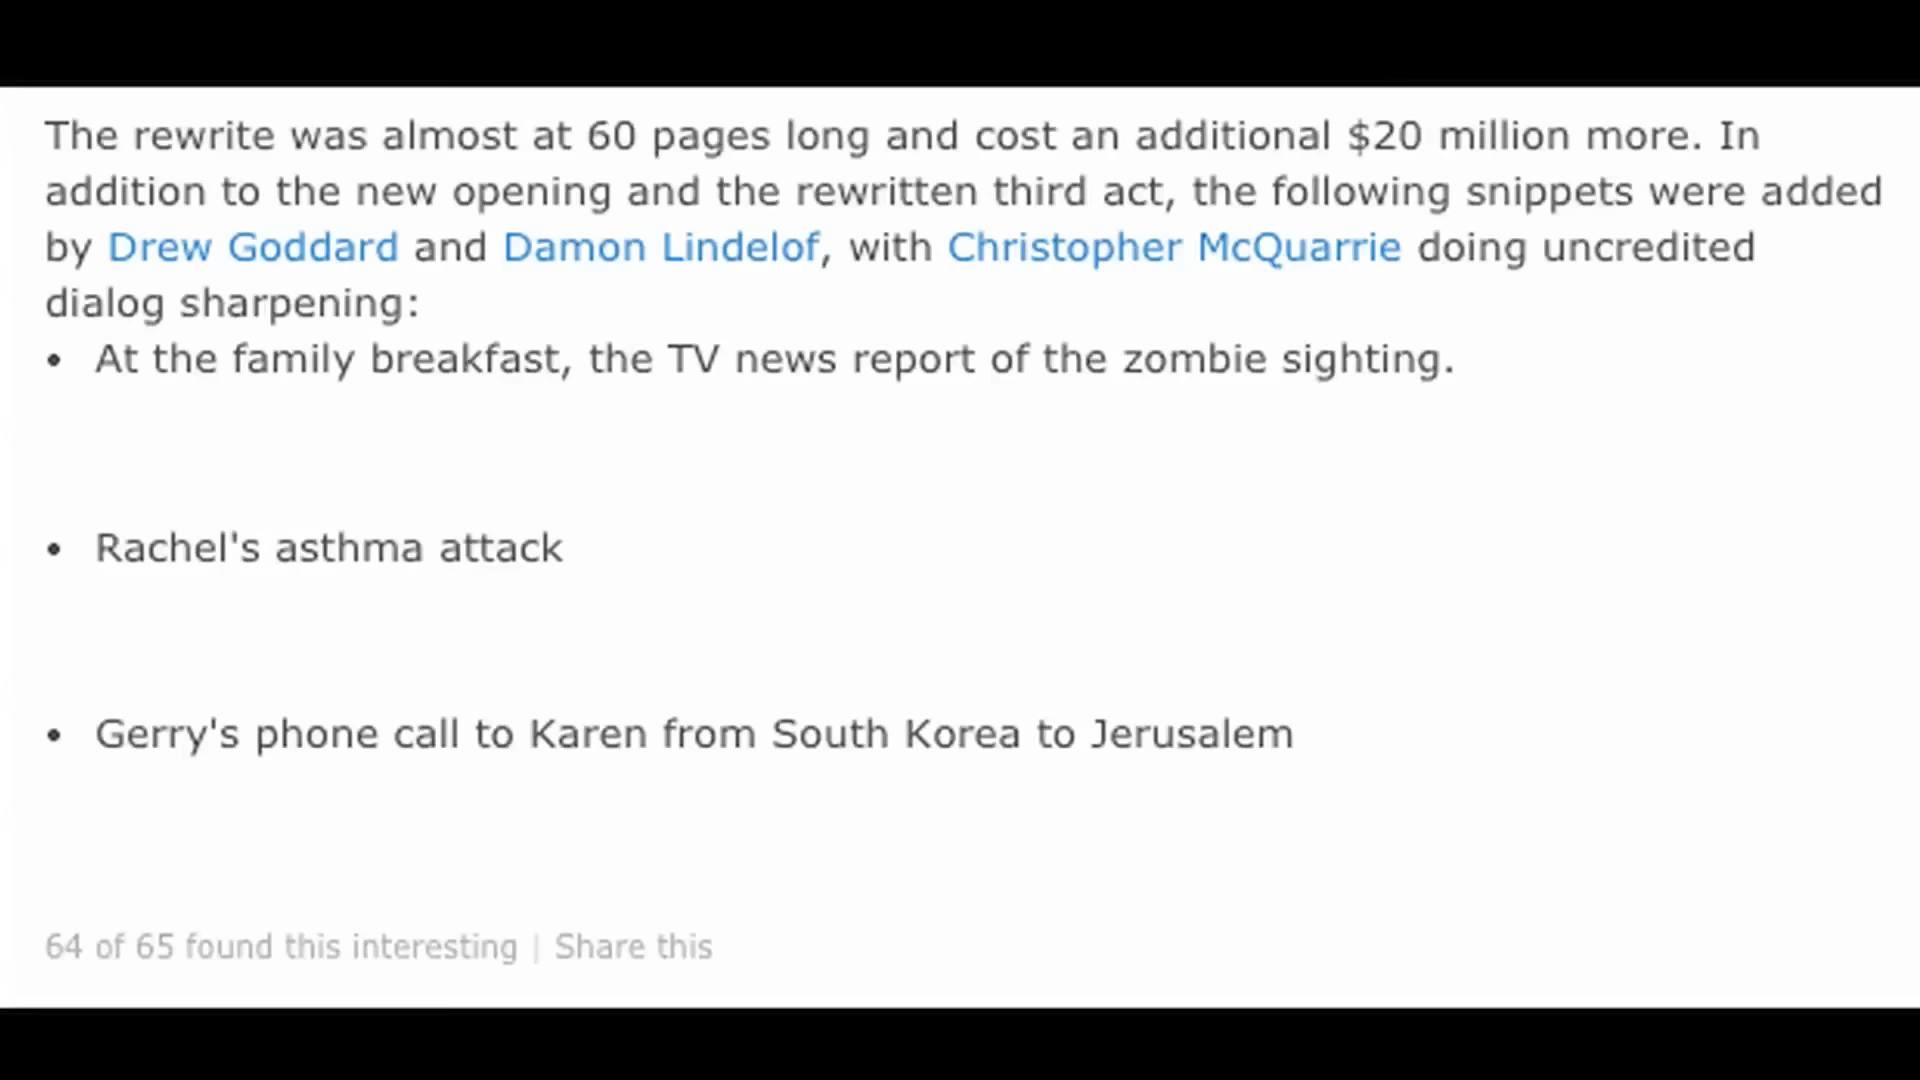 The rewrite was almost at 60 pages long and cost an additional $20 million more. In
addition to the new opening and the rewritten third act, the following snippets were added
by Drew Goddard and Damon Lindelof, with Christopher McQuarrie doing uncredited
dialog sharpening:
• At the family breakfast, the TV news report of the zombie sighting.
• Rachel's asthma attack
• Gerry's phone call to Karen from South Korea to Jerusalem
64 of 65 found this interesting | Share this